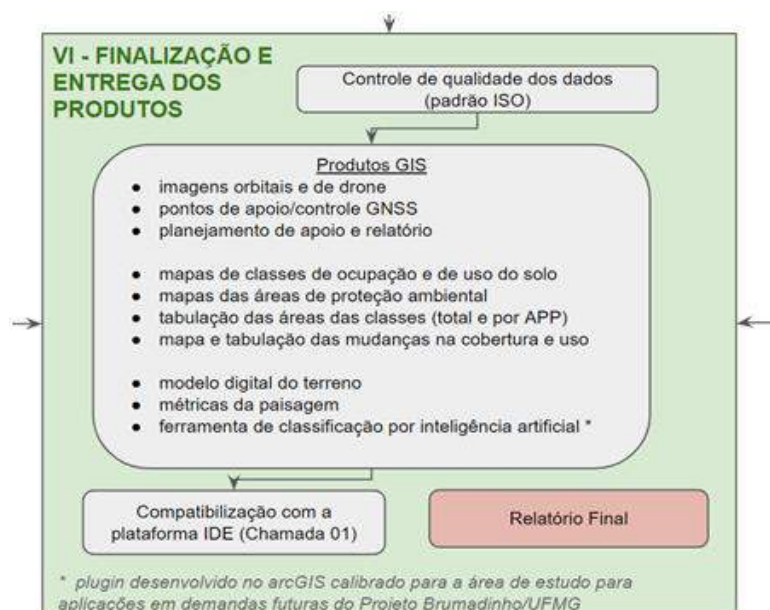 VI - FINALIZAÇÃO E
ENTREGA DOS
PRODUTOS
Controle de qualidade dos dados
(padrão ISO)
Produtos GIS
● imagens orbitais e de drone
● pontos de apoio/controle GNSS
● planejamento de apoio e relatório
● mapas de classes de ocupação e de uso do solo
● mapas das áreas de proteção ambiental
● tabulação das áreas das classes (total e por APP)
● mapa e tabulação das mudanças na cobertura e uso
● modelo digital do terreno
● métricas da paisagem
● ferramenta de classificação por inteligência artificial *
Compatibilização com a
plataforma IDE (Chamada 01)
Relatório Final
* plugin desenvolvido no arcGIS calibrado para a área de estudo para
aplicações em demandas futuras do Projeto Brumadinho/UFMG